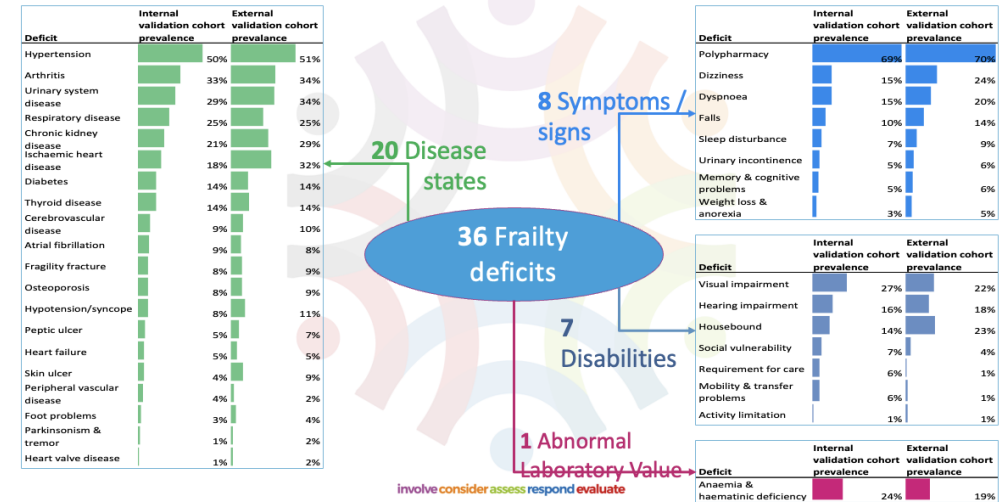 Deficit Internal validation cohort prevalence External validation cohort prevalance
Hypertension 50% 51%
Arthritis 33% 34%
Urinary system disease 29% 34%
Respiratory disease 25% 25%
Chronic kidney disease 21% 29%
Ischaemic heart disease 18% 32%
Diabetes 14% 14%
Thyroid disease 14% 14%
Cerebrovascular disease 9% 10%
Atrial fibrillation 9% 8%
Fragility fracture 8% 9%
Osteoporosis 8% 9%
Hypotension/syncope 8% 11%
Peptic ulcer 5% 7%
Heart failure 5% 5%
Skin ulcer 4% 9%
Peripheral vascular disease 4% 2%
Foot problems 3% 4%
Parkinsonism & tremor 1% 2%
Heart valve disease 1% 2%
20 Disease
states
36 Frailty
deficits
8 Symptoms /
signs
7
Disabilities
1 Abnormal
Laboratory Value
involve consider assess respond evaluate
Deficit Internal validation cohort prevalence External validation cohort prevalence
Polypharmacy 69% 70%
Dizziness 15% 24%
Dyspnoea 15% 20%
Falls 10% 14%
Sleep disturbance 7% 9%
Urinary incontinence 5% 6%
Memory & cognitive problems 5% 6%
Weight loss & anorexia 3% 5%
Deficit Internal validation cohort prevalence External validation cohort prevalence
Visual impairment 27% 22%
Hearing impairment 16% 18%
Housebound 14% 23%
Social vulnerability 7% 4%
Requirement for care 6% 1%
Mobility & transfer problems 6% 1%
Activity limitation 1% 1%
Deficit Internal validation cohort prevalence External validation cohort prevalance
Anaemia & haematinic deficiency 24% 19%